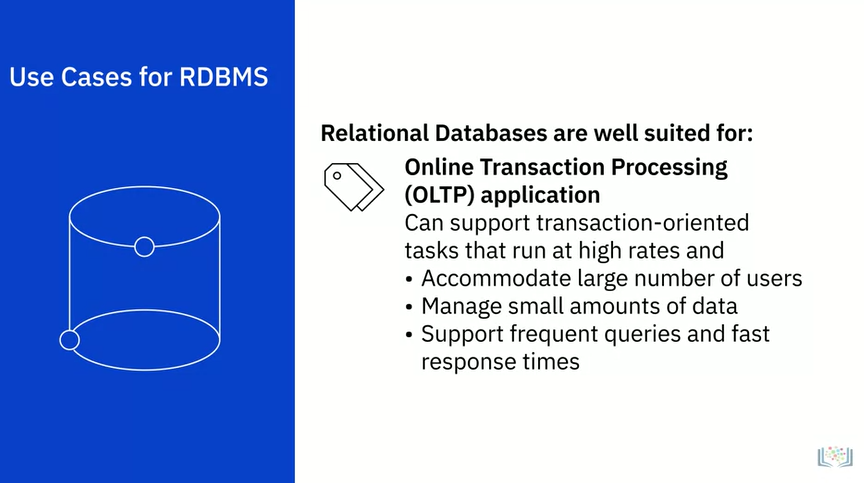 Use Cases for RDBMS
Relational Databases are well suited for:
Online Transaction Processing
(OLTP) application
Can support transaction-oriented
tasks that run at high rates and
• Accommodate large number of users
• Manage small amounts of data
• Support frequent queries and fast
response times